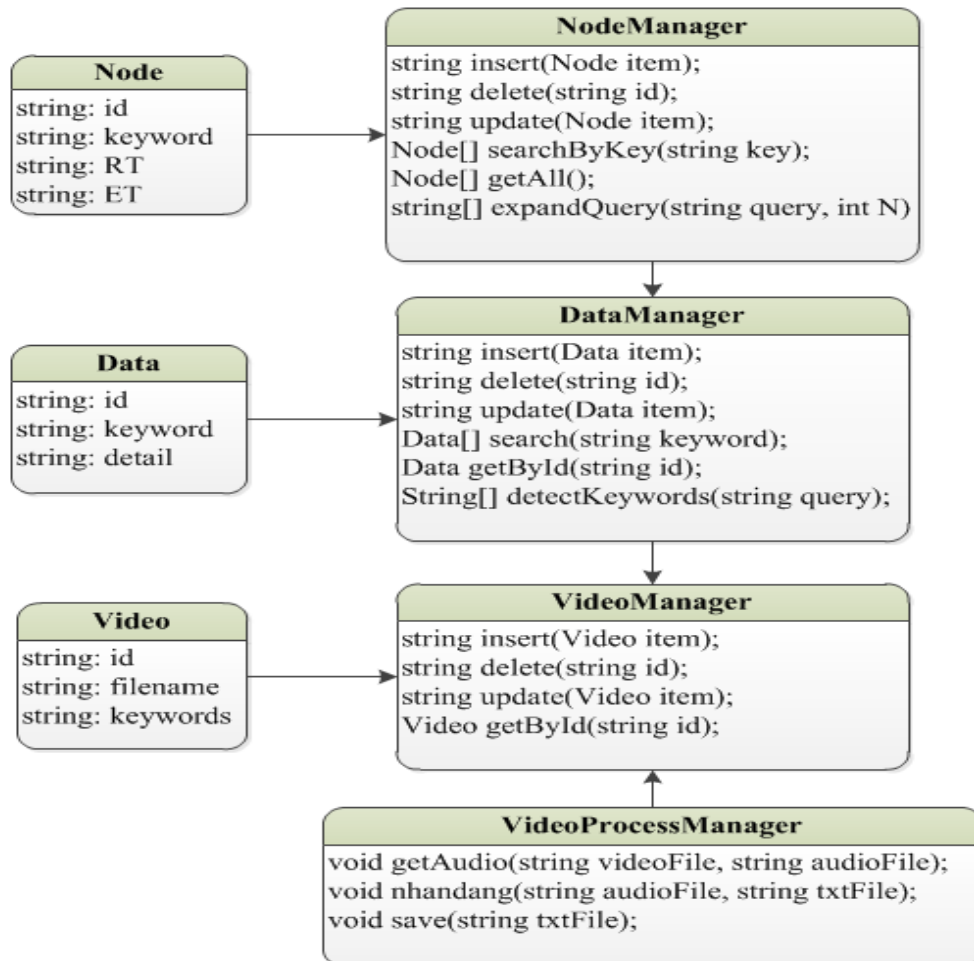 Node
string: id
string: keyword
string: RT
string: ET
NodeManager
string insert(Node item);
string delete(string id);
string update(Node item);
Node[] searchByKey(string key);
Node[] getAll();
string[] expandQuery(string query, int N)
Data
string: id
string: keyword
string: detail
DataManager
string insert(Data item);
string delete(string id);
string update(Data item);
Data[] search(string keyword);
Data getById(string id);
String[] detectKeywords(string query);
Video
string: id
string: filename
string: keywords
VideoManager
string insert(Video item);
string delete(string id);
string update(Video item);
Video getById(string id);
VideoProcessManager
void getAudio(string videoFile, string audioFile);
void nhandang(string audioFile, string txtFile);
void save(string txtFile);